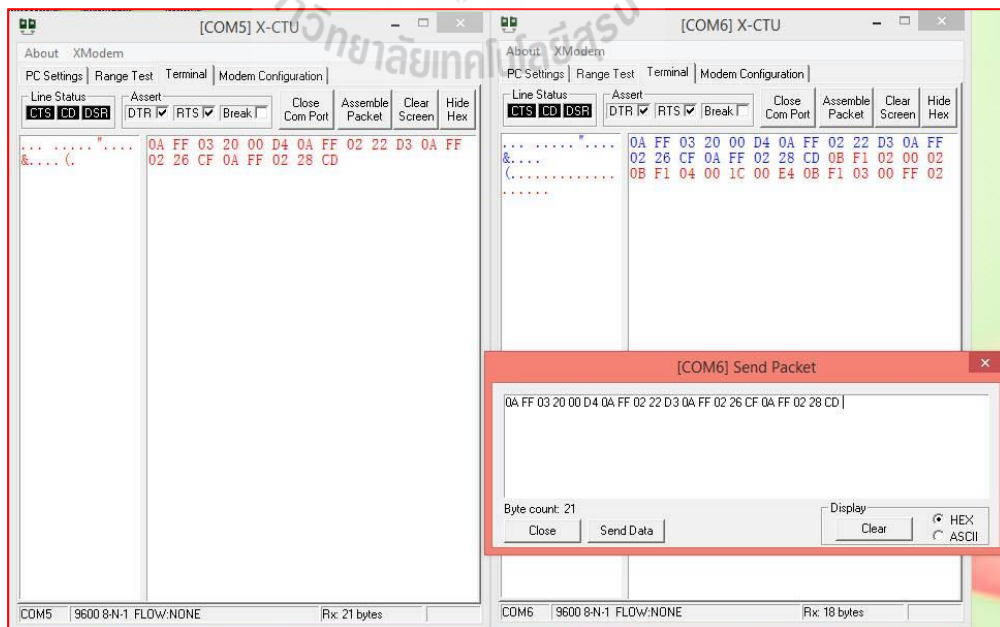 [COM5] X-CTU
About XModem
PC Settings Range Test Terminal Modem Configuration
Line Status
CTS CD DSR
Assert
DTR RTS Break
Close Com Port
Assemble Packet
Clear Screen
Hide Hex
... ..... "....
&.... (.
0A FF 03 20 00 D4 0A FF 02 22 D3 0A FF
02 26 CF 0A FF 02 28 CD
COM5 9600 8-N-1 FLOW:NONE Rx: 21 bytes
[COM6] X-CTU
About XModem
PC Settings Range Test Terminal Modem Configuration
Line Status
CTS CD DSR
Assert
DTR RTS Break
Close Com Port
Assemble Packet
Clear Screen
Hide Hex
... ..... "....
&....
(.............
......
0A FF 03 20 00 D4 0A FF 02 22 D3 0A FF
02 26 CF 0A FF 02 28 CD 0B F1 02 00 02
0B F1 04 00 1C 00 E4 0B F1 03 00 FF 02
[COM6] Send Packet
0A FF 03 20 00 D4 0A FF 02 22 D3 0A FF 02 26 CF 0A FF 02 28 CD
Byte count: 21
Close Send Data
Display
Clear
HEX
ASCII
COM6 9600 8-N-1 FLOW:NONE Rx: 18 bytes